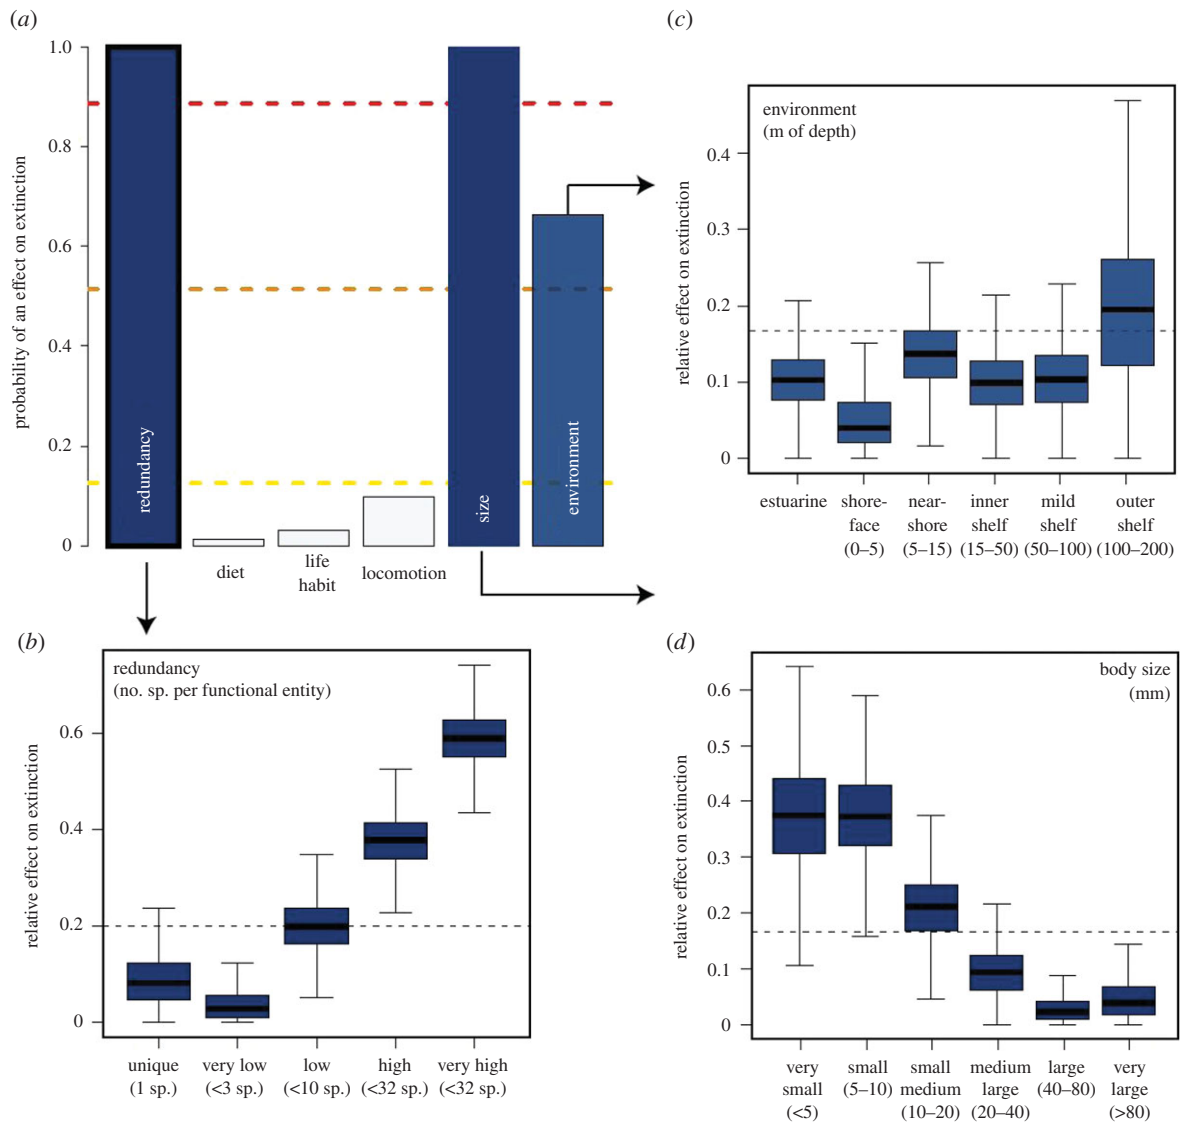 (a)
1.0
0.8
0.6
0.4
0.2
0
probability of an effect on extinction
redundancy
diet
life
habit
locomotion
size
environment
(c)
environment
(m of depth)
0.4
0.3
0.2
0.1
0
relative effect on extinction
estuarine
shore-
face
(0–5)
near-
shore
(5–15)
inner
shelf
(15–50)
mild
shelf
(50–100)
outer
shelf
(100–200)
(b)
redundancy
(no. sp. per functional entity)
0.6
0.4
0.2
0
relative effect on extinction
unique
(1 sp.)
very low
(<3 sp.)
low
(<10 sp.)
high
(<32 sp.)
very high
(<32 sp.)
(d)
body size
(mm)
0.6
0.5
0.4
0.3
0.2
0.1
0
relative effect on extinction
very
small
(<5)
small
(5–10)
small
medium
(10–20)
medium
large
(20–40)
large
(40–80)
very
large
(>80)